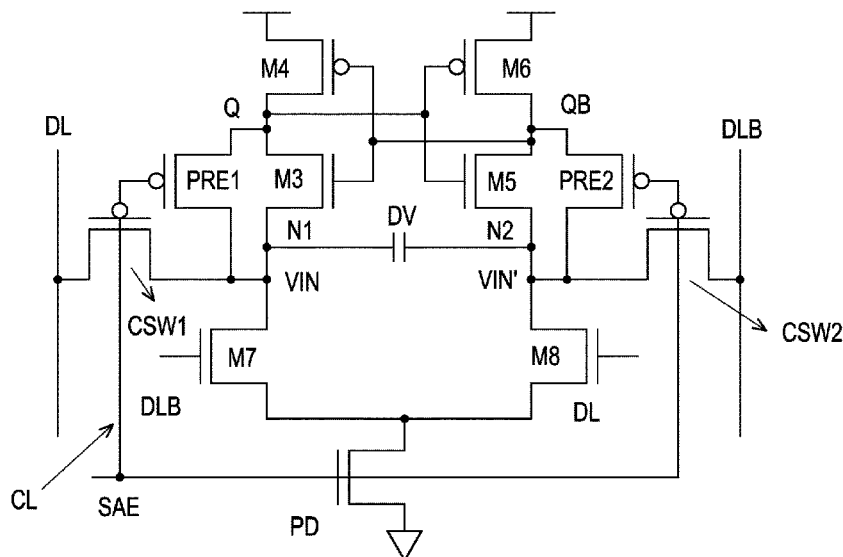 M4
M6
Q
QB
DL
DLB
PRE1
M3
M5
PRE2
N1
DV
N2
VIN
VIN'
CSW1
CSW2
M7
M8
DLB
DL
CL
SAE
PD